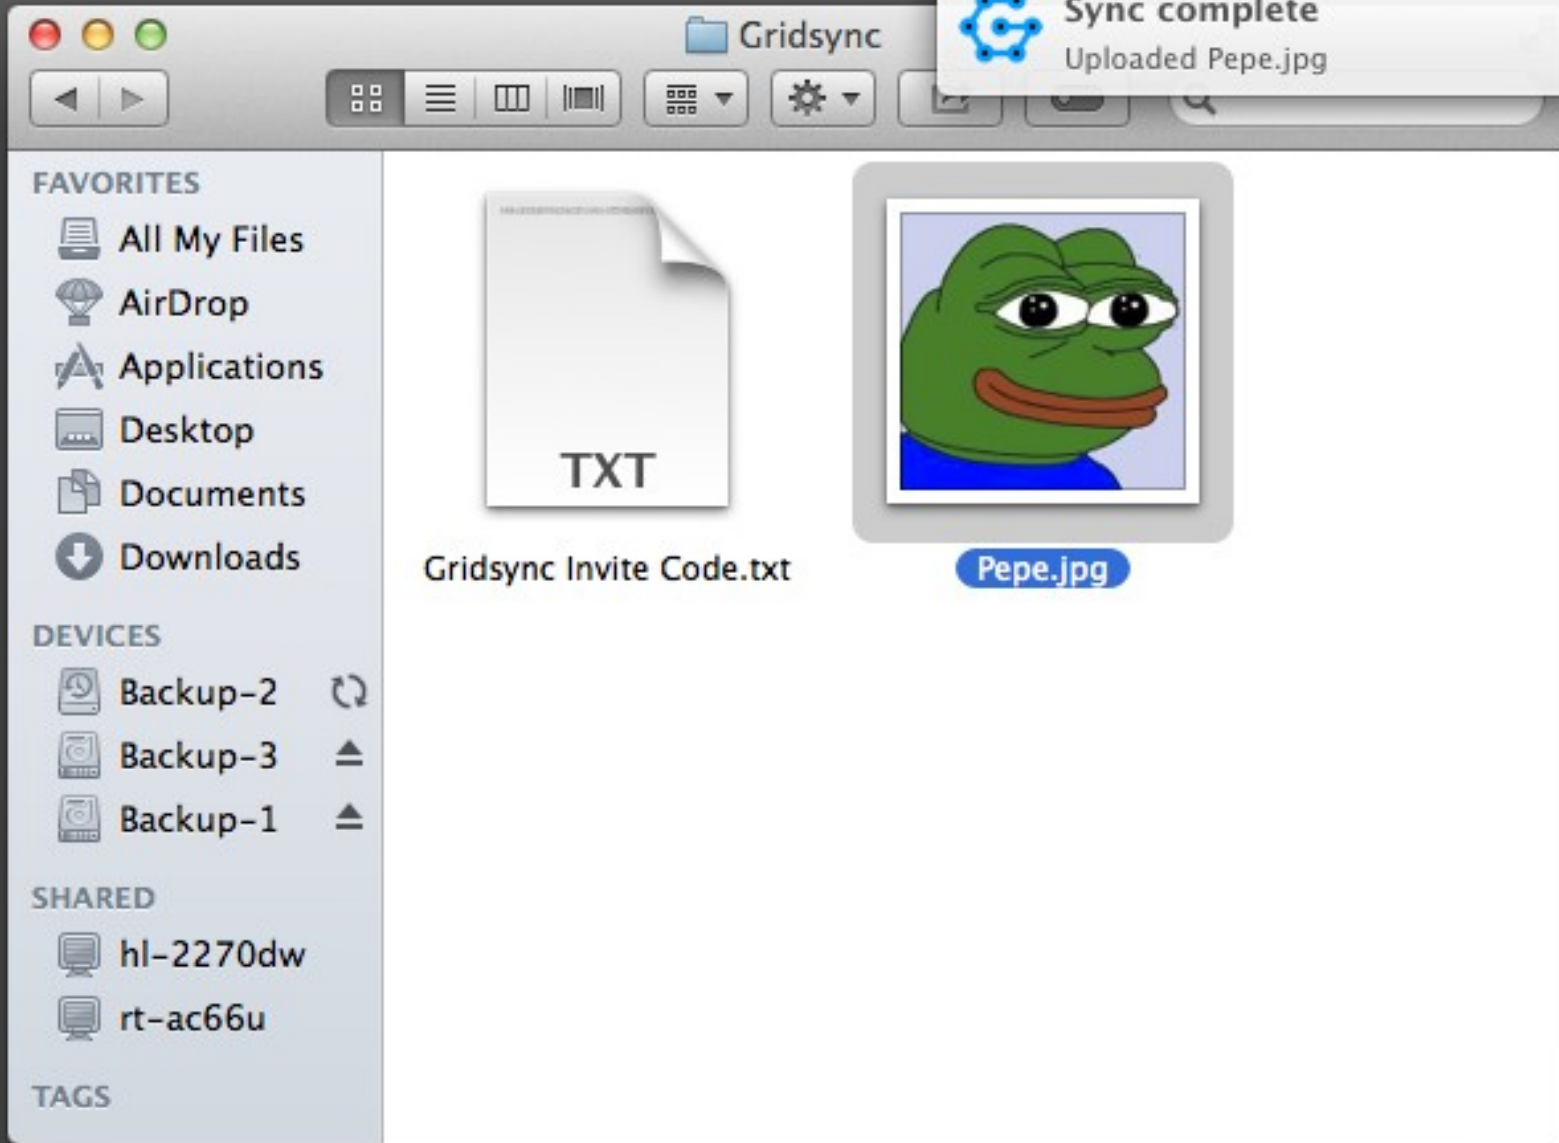 Gridsync
Sync complete
Uploaded Pepe.jpg
FAVORITES
All My Files
AirDrop
Applications
Desktop
Documents
Downloads
DEVICES
Backup-2
Backup-3
Backup-1
SHARED
hl-2270dw
rt-ac66u
TAGS
TXT
Gridsync Invite Code.txt
Pepe.jpg